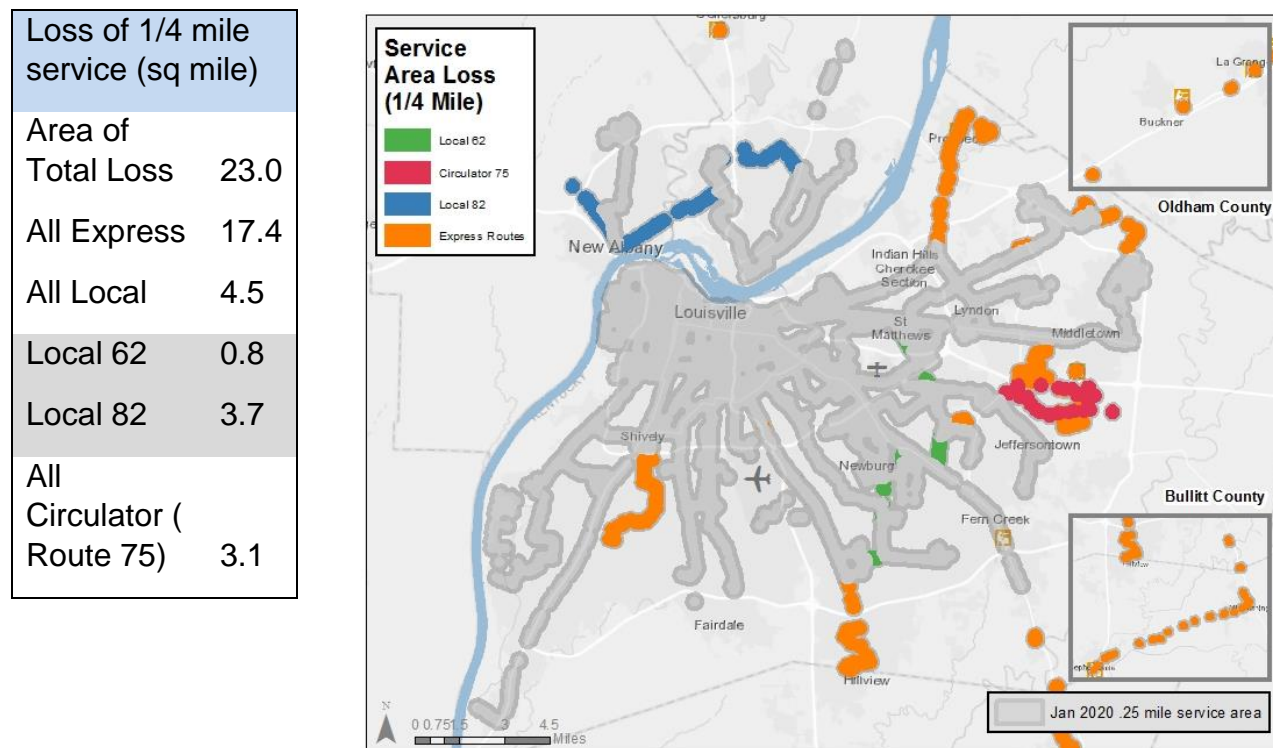 Loss of 1/4 mile
service (sq mile)
Area of
Total Loss 23.0
All Express 17.4
All Local 4.5
Local 62 0.8
Local 82 3.7
All
Circulator (
Route 75) 3.1
Service
Area Loss
(1/4 Mile)
Local 62
Circulator 75
Local 82
Express Routes
La Grang
Buckner
Oldham County
New Albany
Indian Hills
Cherokee
Section
Louisville
Lyndon
St
Matthews
Middletown
KENTUCKY
Shively
Jeffersontown
Newburg
Bullitt County
Fern Creek
Fairdale
Hillview
N
0 0.75 1.5 3 4.5
Miles
Jan 2020 .25 mile service area